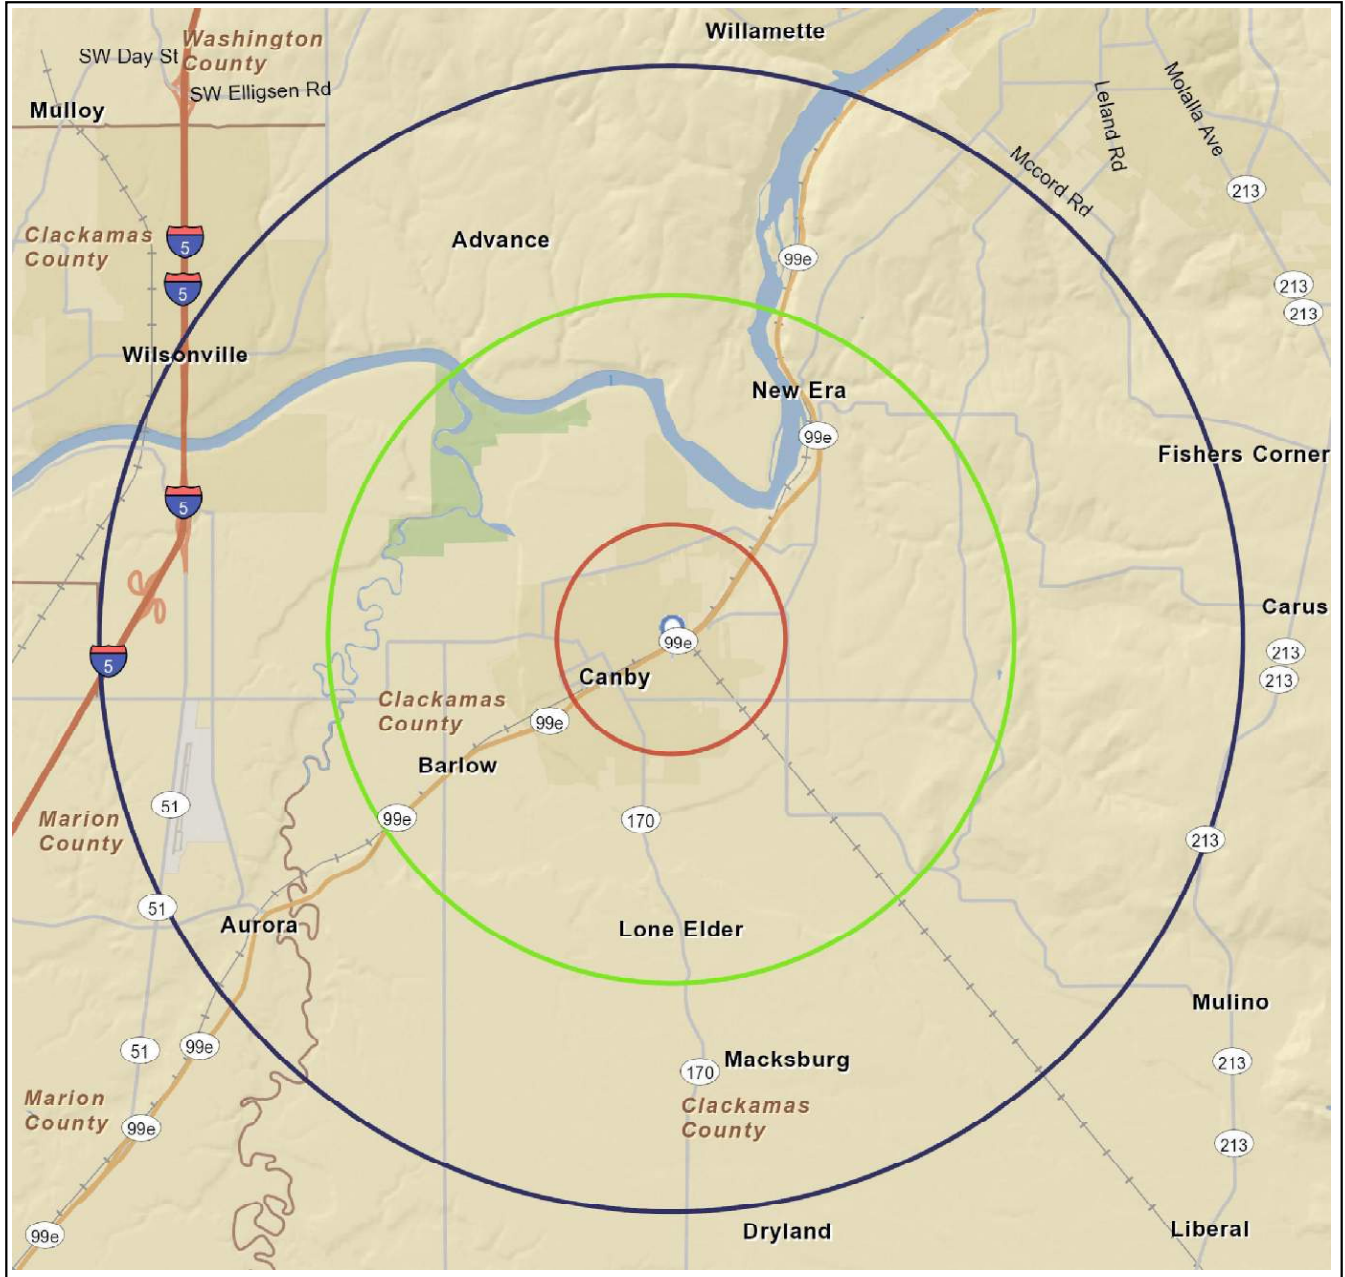 Willamette
Washington
County
SW Day St
SW Elligsen Rd
Mulloy
Leland Rd
Molalla Ave
Mccord Rd
213
Clackamas
County
5
Advance
99e
5
213
213
Wilsonville
New Era
99e
Fishers Corner
5
Carus
99e
5
213
Canby
213
Clackamas
County
99e
Barlow
51
99e
170
Marion
County
213
51
Aurora
Lone Elder
Mulino
99e
51
Macksburg
170
213
Marion
County
Clackamas
County
99e
213
Dryland
Liberal
99e